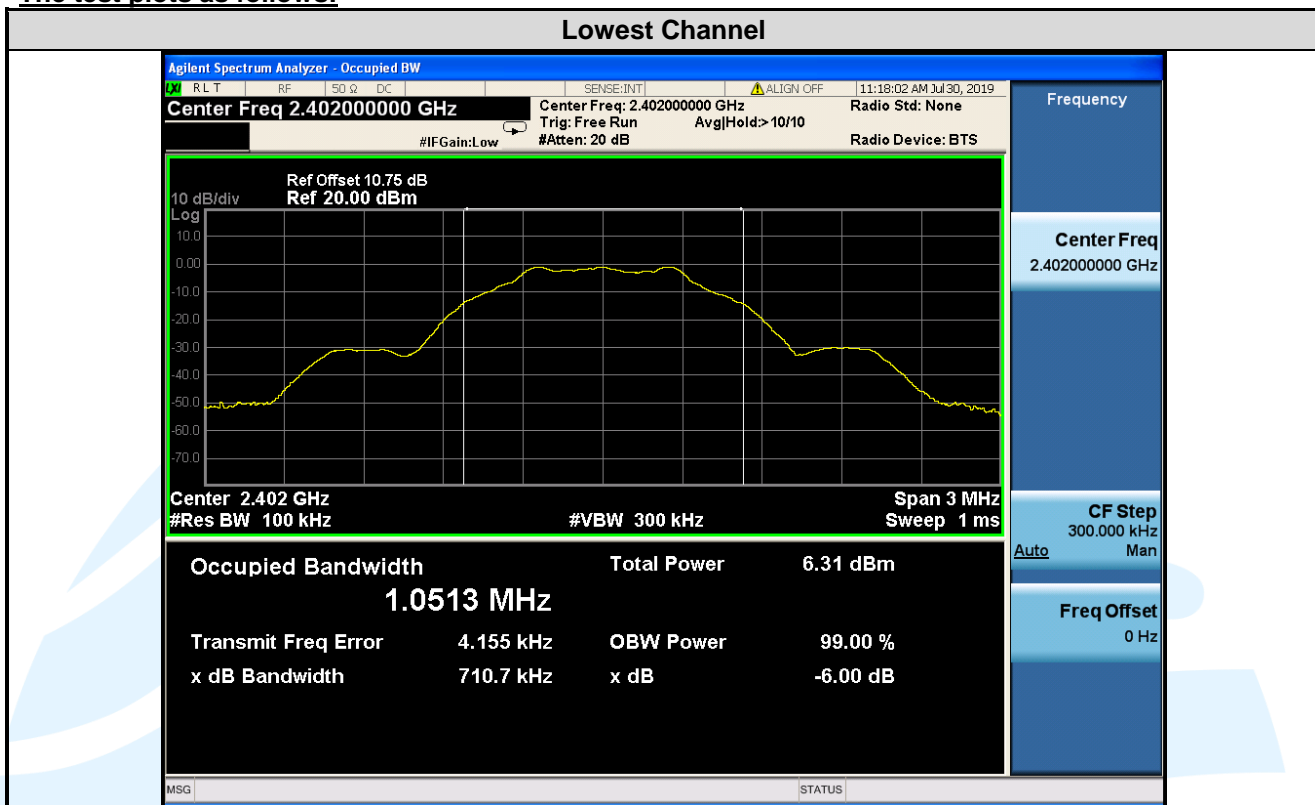 The test plots as follows:
Lowest Channel
Agilent Spectrum Analyzer - Occupied BW
LXI RLT RF 50 Ω DC SENSE:INT ALIGN OFF 11:18:02 AM Jul 30, 2019
Center Freq 2.402000000 GHz
Center Freq: 2.402000000 GHz
Radio Std: None
Trig: Free Run Avg|Hold:>10/10
#IFGain:Low
#Atten: 20 dB
Radio Device: BTS
Ref Offset 10.75 dB
10 dB/div Ref 20.00 dBm
Log
10.0
0.00
-10.0
-20.0
-30.0
-40.0
-50.0
-60.0
-70.0
Center 2.402 GHz Span 3 MHz
#Res BW 100 kHz #VBW 300 kHz Sweep 1 ms
Occupied Bandwidth Total Power 6.31 dBm
1.0513 MHz
Transmit Freq Error 4.155 kHz OBW Power 99.00 %
x dB Bandwidth 710.7 kHz x dB -6.00 dB
MSG STATUS
Frequency
Center Freq
2.402000000 GHz
CF Step
300.000 kHz
Auto Man
Freq Offset
0 Hz